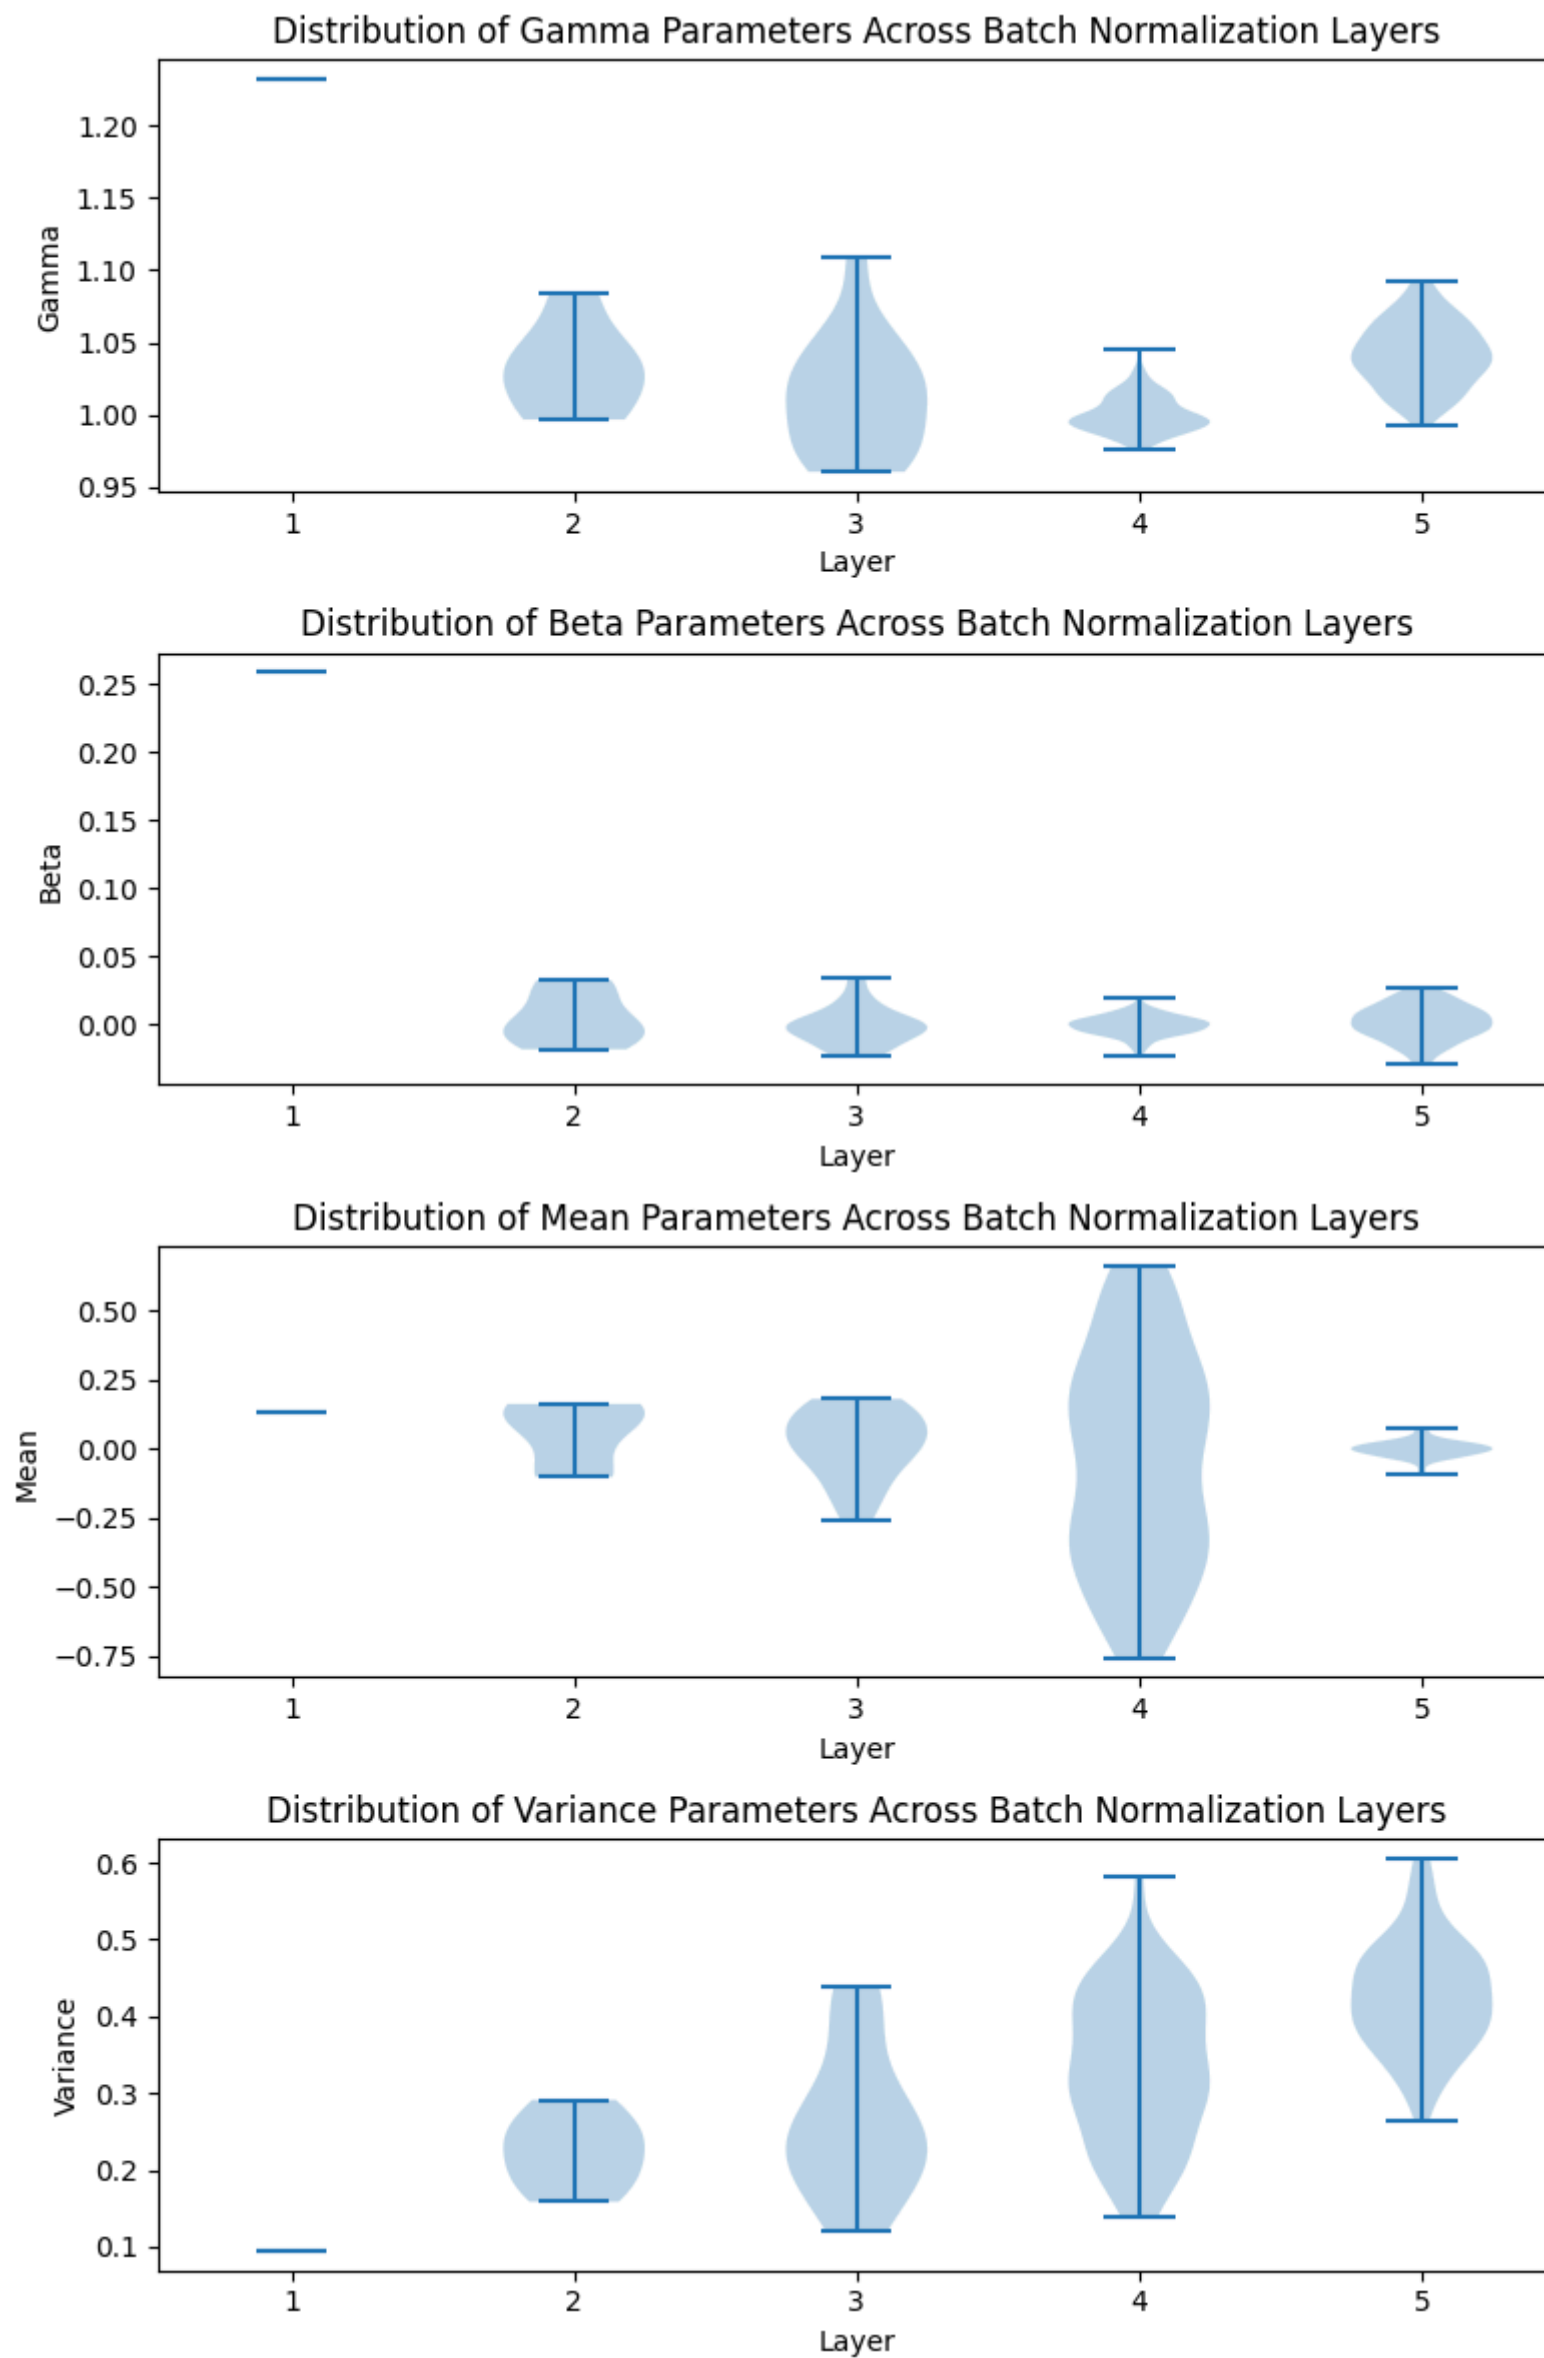 Distribution of Gamma Parameters Across Batch Normalization Layers
1.20
1.15
1.10
1.05
1.00
0.95
Gamma
1 2 3 4 5
Layer
Distribution of Beta Parameters Across Batch Normalization Layers
0.25
0.20
0.15
0.10
0.05
0.00
Beta
1 2 3 4 5
Layer
Distribution of Mean Parameters Across Batch Normalization Layers
0.50
0.25
0.00
−0.25
−0.50
−0.75
Mean
1 2 3 4 5
Layer
Distribution of Variance Parameters Across Batch Normalization Layers
0.6
0.5
0.4
0.3
0.2
0.1
Variance
1 2 3 4 5
Layer